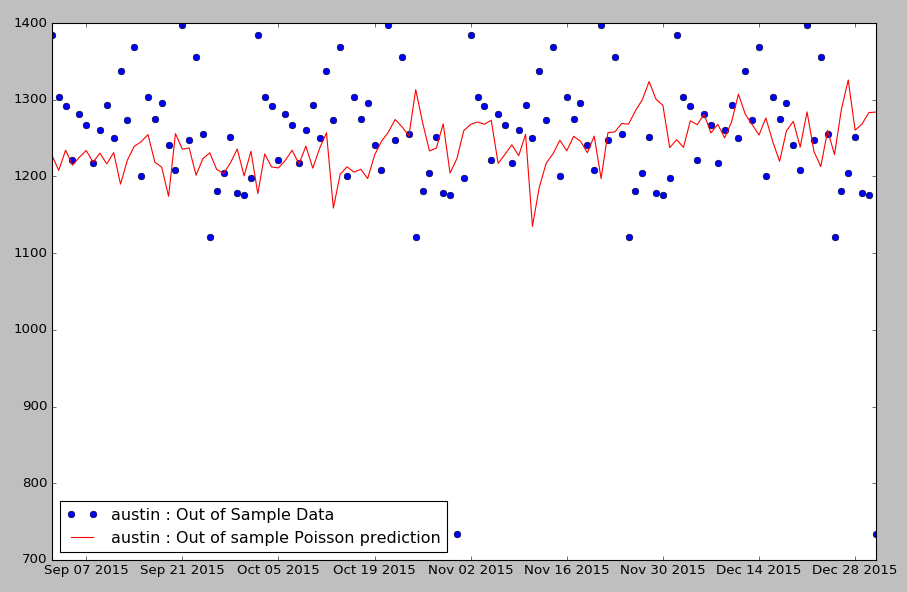 1400
1300
1200
1100
1000
900
800
700
austin : Out of Sample Data
austin : Out of sample Poisson prediction
Sep 07 2015 Sep 21 2015 Oct 05 2015 Oct 19 2015 Nov 02 2015 Nov 16 2015 Nov 30 2015 Dec 14 2015 Dec 28 2015